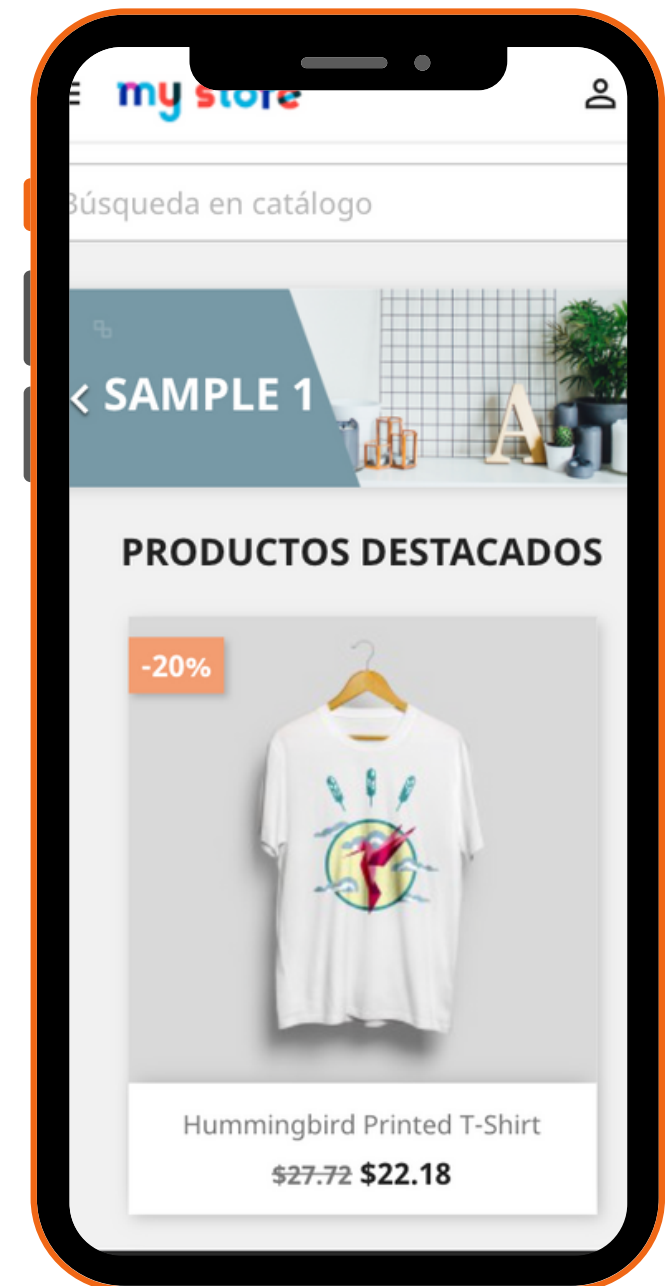 my store
Búsqueda en catálogo
SAMPLE 1
A
PRODUCTOS DESTACADOS
-20%
Hummingbird Printed T-Shirt
$27.72 $22.18